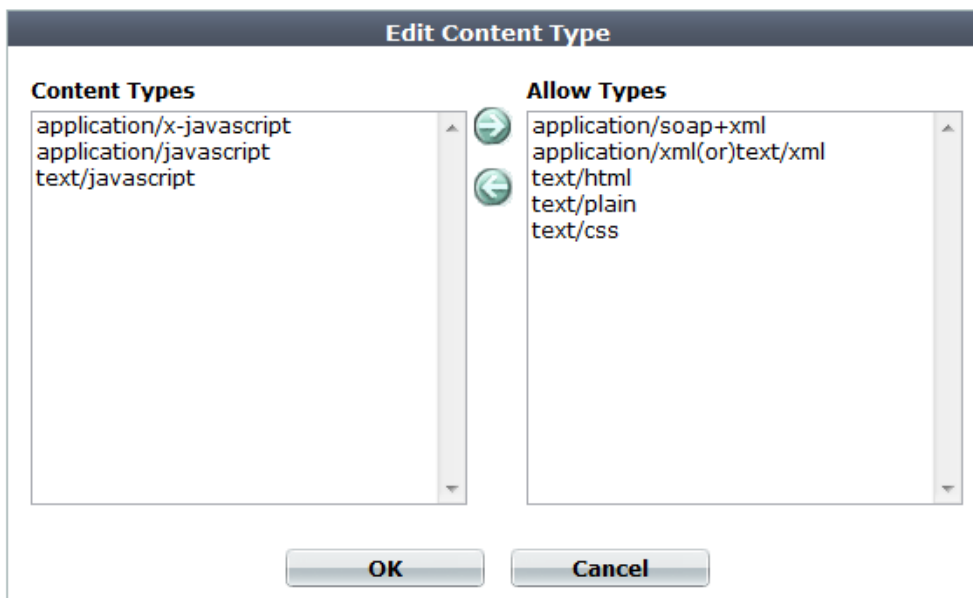 Edit Content Type
Content Types
application/x-javascript
application/javascript
text/javascript
Allow Types
application/soap+xml
application/xml(or)text/xml
text/html
text/plain
text/css
OK
Cancel